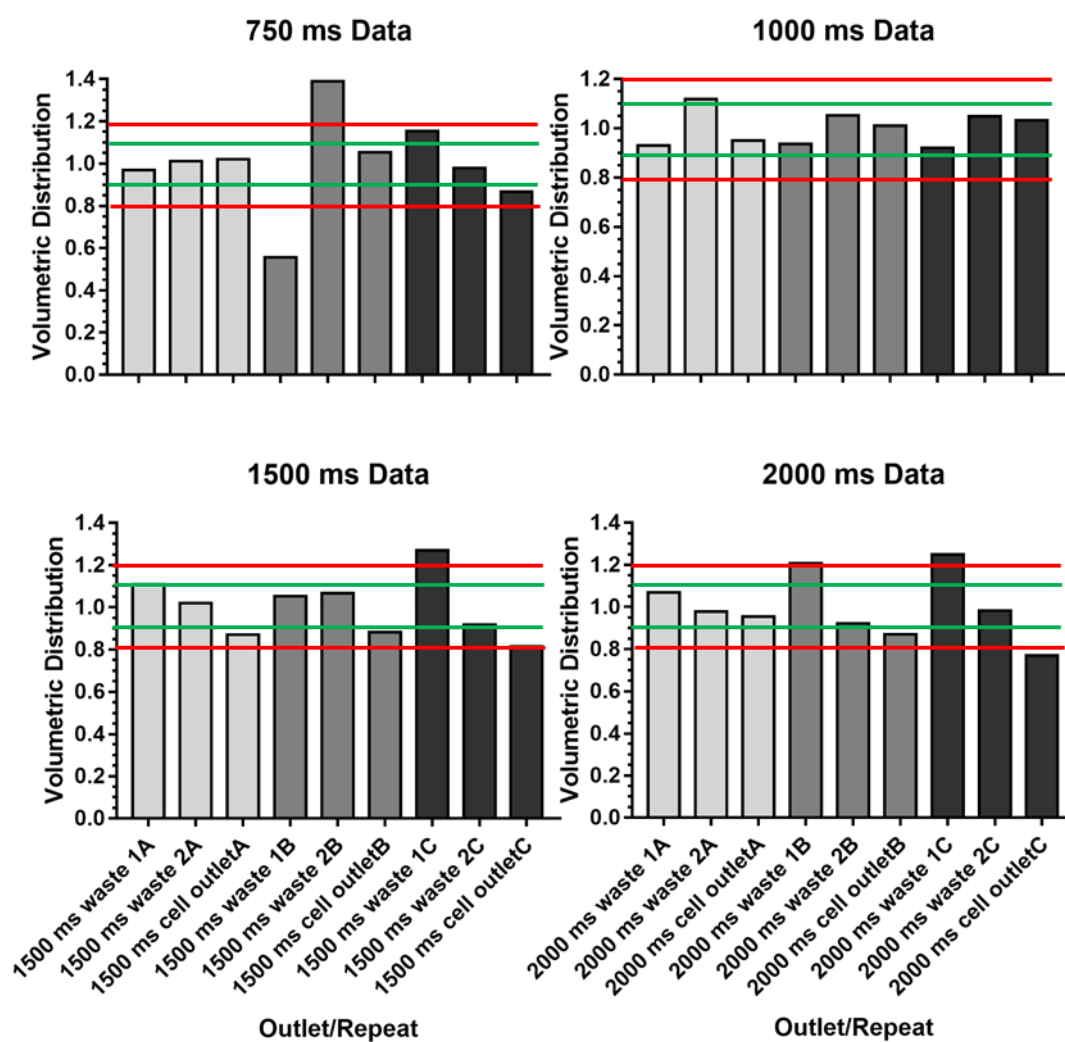 750 ms Data
Volumetric Distribution
1.4
1.2
1.0
0.8
0.6
0.4
0.2
0.0
1000 ms Data
Volumetric Distribution
1.2
1.0
0.8
0.6
0.4
0.2
0.0
1500 ms Data
Volumetric Distribution
1.4
1.2
1.0
0.8
0.6
0.4
0.2
0.0
1500 ms waste 1A
1500 ms waste 2A
1500 ms cell outletA
1500 ms waste 1B
1500 ms waste 2B
1500 ms cell outletB
1500 ms waste 1C
1500 ms waste 2C
1500 ms cell outletC
Outlet/Repeat
2000 ms Data
Volumetric Distribution
1.4
1.2
1.0
0.8
0.6
0.4
0.2
0.0
2000 ms waste 1A
2000 ms waste 2A
2000 ms cell outletA
2000 ms waste 1B
2000 ms waste 2B
2000 ms cell outletB
2000 ms waste 1C
2000 ms waste 2C
2000 ms cell outletC
Outlet/Repeat